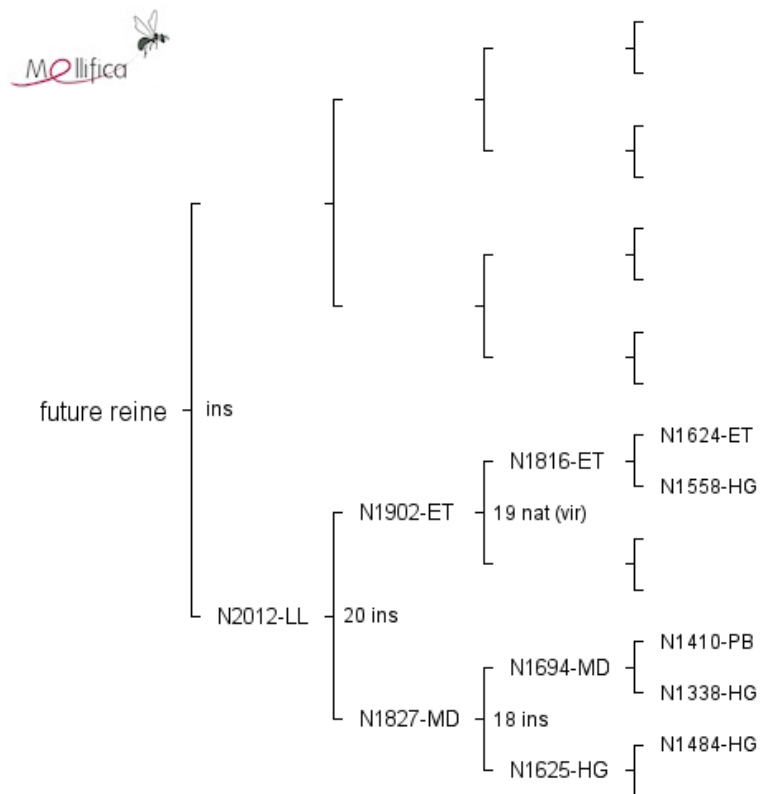 Mellifica
N1624-ET
future reine
ins
N1816-ET
N1558-HG
N1902-ET
19 nat (vir)
N2012-LL
20 ins
N1410-PB
N1694-MD
N1338-HG
N1827-MD
18 ins
N1484-HG
N1625-HG